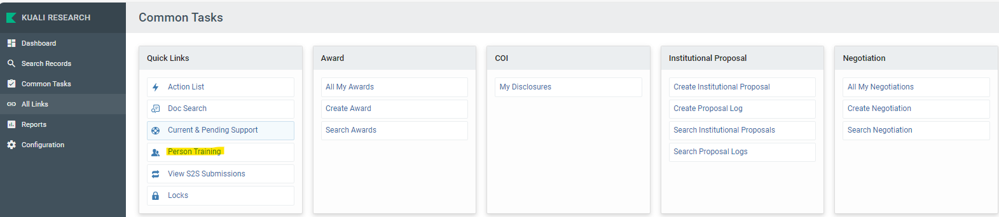 KUALI RESEARCH
Dashboard
Search Records
Common Tasks
All Links
Reports
Configuration
Common Tasks
Quick Links
Action List
Doc Search
Current & Pending Support
Person Training
View S2S Submissions
Locks
Award
All My Awards
Create Award
Search Awards
COI
My Disclosures
Institutional Proposal
Create Institutional Proposal
Create Proposal Log
Search Institutional Proposals
Search Proposal Logs
Negotiation
All My Negotiations
Create Negotiation
Search Negotiation